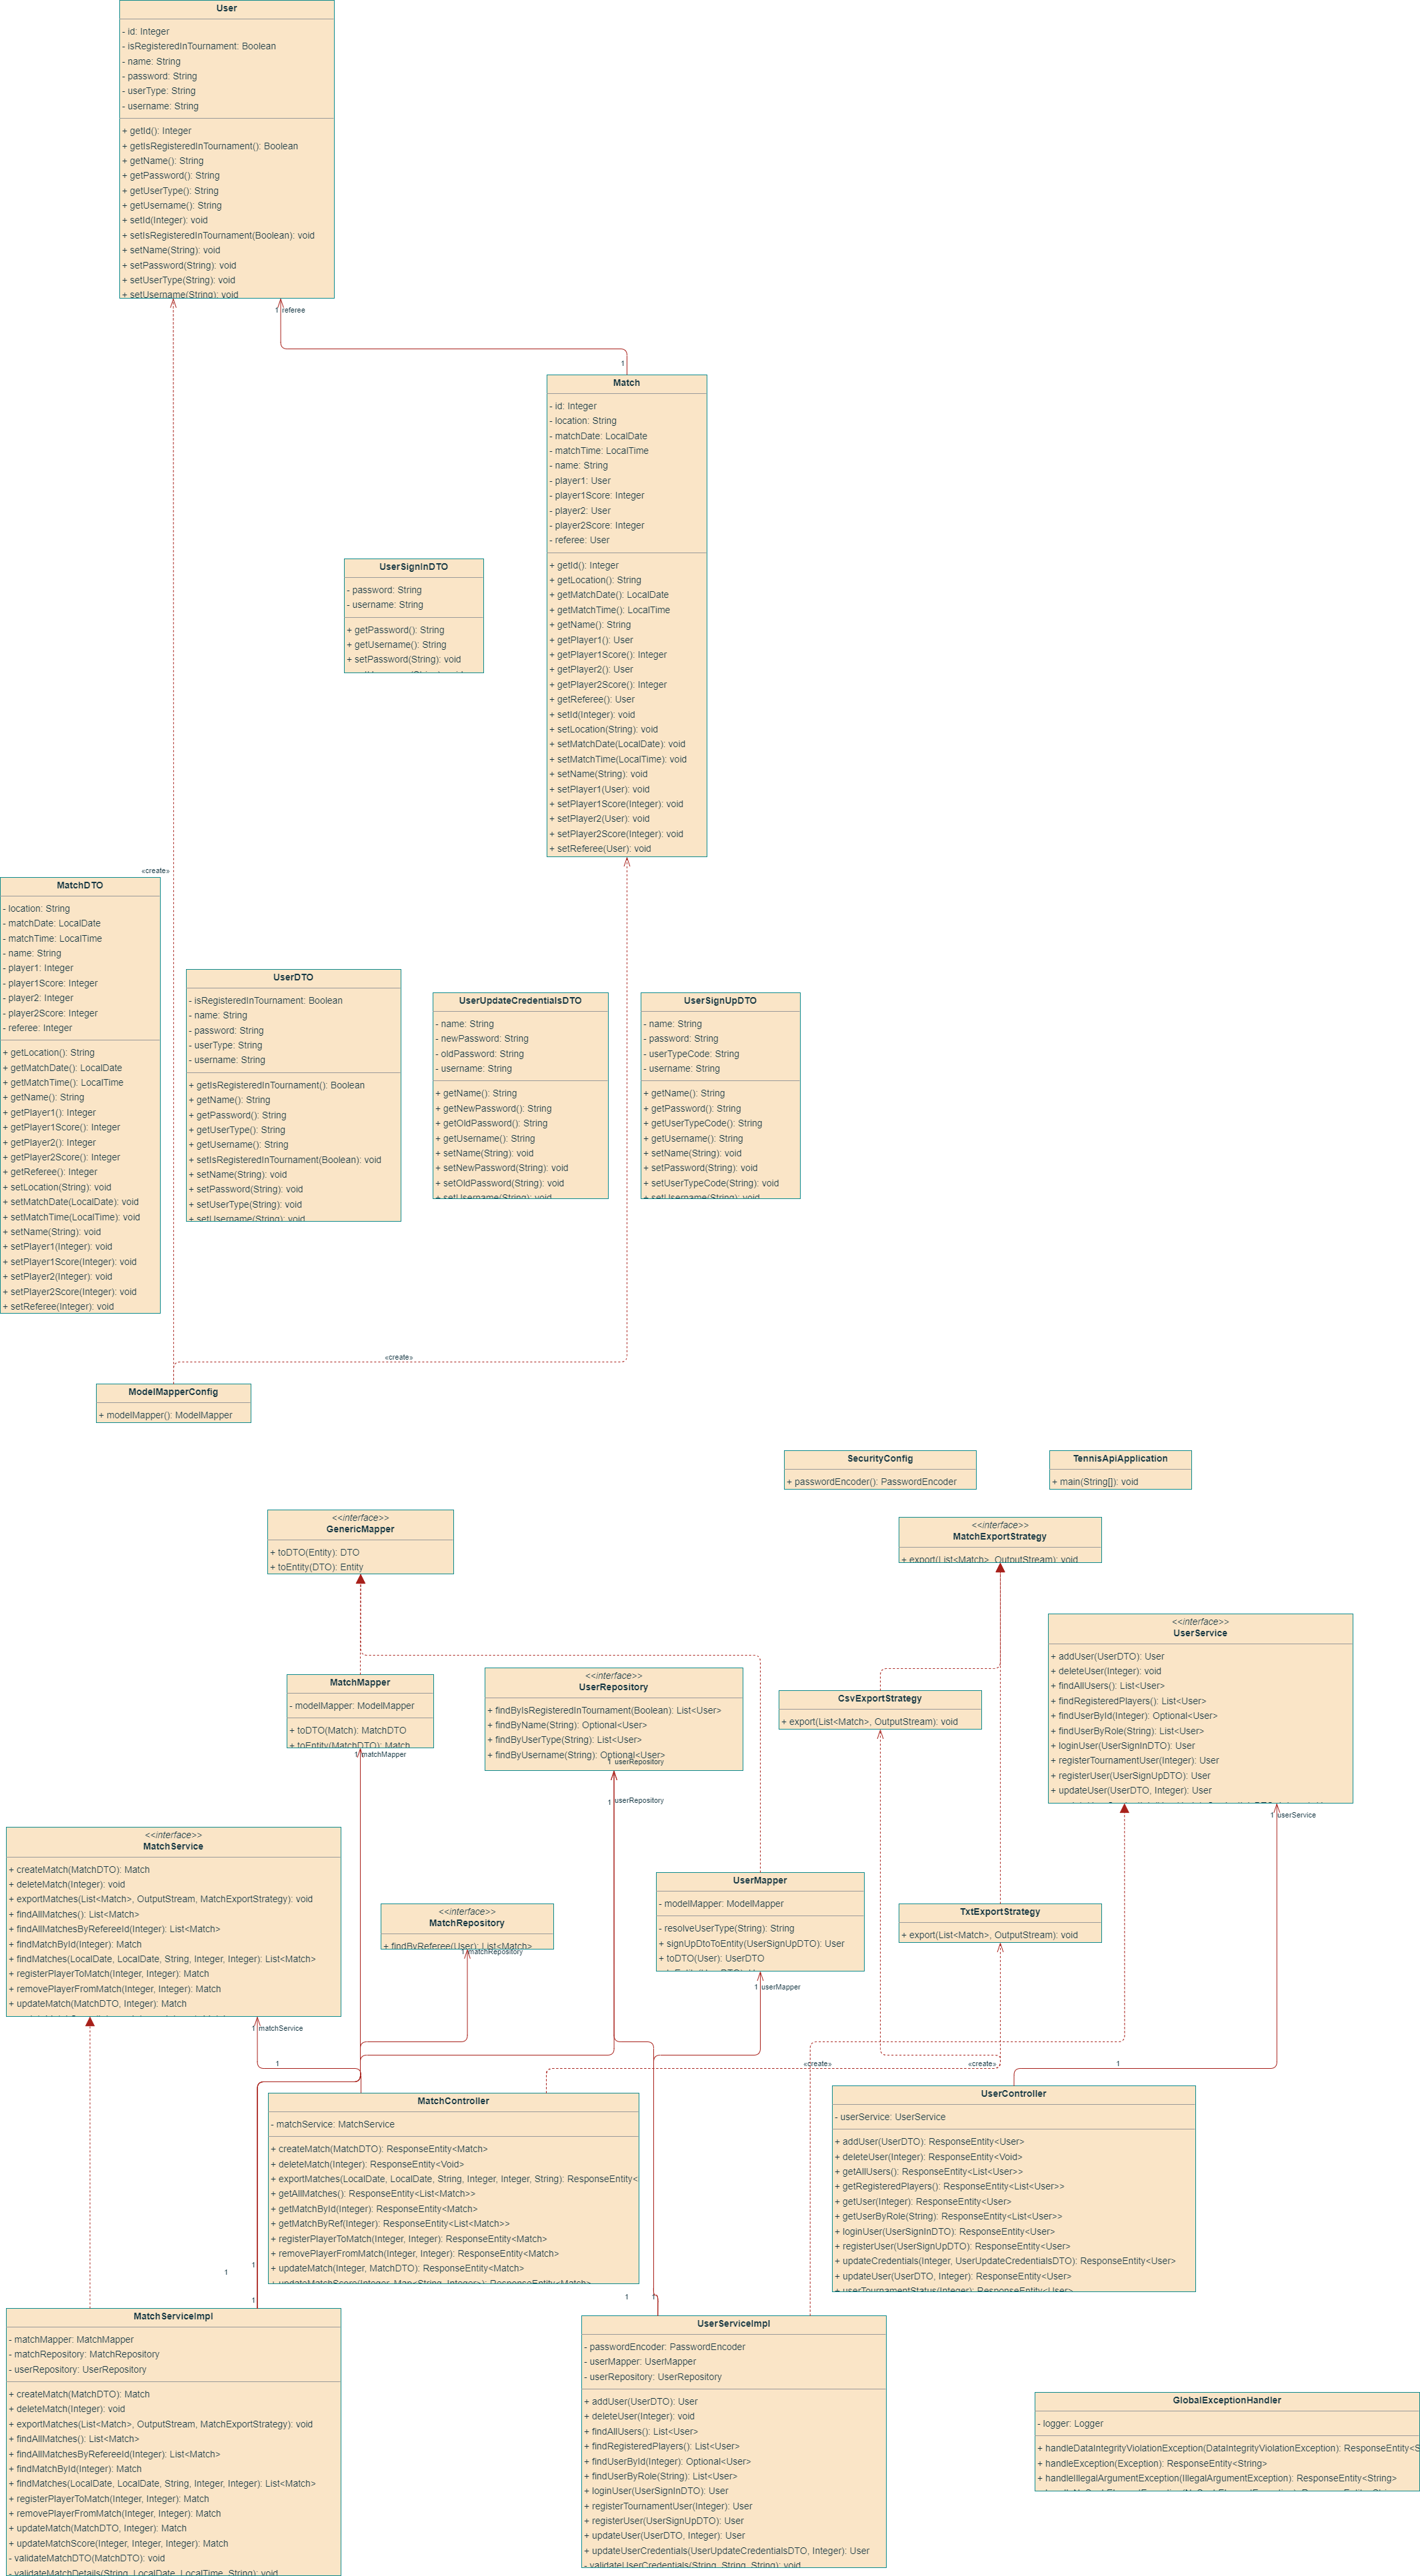 User
- id: Integer
- isRegisteredInTournament: Boolean
- name: String
- password: String
- userType: String
- username: String
+ getId(): Integer
+ getIsRegisteredInTournament(): Boolean
+ getName(): String
+ getPassword(): String
+ getUserType(): String
+ getUsername(): String
+ setId(Integer): void
+ setIsRegisteredInTournament(Boolean): void
+ setName(String): void
+ setPassword(String): void
+ setUserType(String): void
+ setUsername(String): void
1 referee
1
Match
- id: Integer
- location: String
- matchDate: LocalDate
- matchTime: LocalTime
- name: String
- player1: User
- player1Score: Integer
- player2: User
- player2Score: Integer
- referee: User
+ getId(): Integer
+ getLocation(): String
+ getMatchDate(): LocalDate
+ getMatchTime(): LocalTime
+ getName(): String
+ getPlayer1(): User
+ getPlayer1Score(): Integer
+ getPlayer2(): User
+ getPlayer2Score(): Integer
+ getReferee(): User
+ setId(Integer): void
+ setLocation(String): void
+ setMatchDate(LocalDate): void
+ setMatchTime(LocalTime): void
+ setName(String): void
+ setPlayer1(User): void
+ setPlayer1Score(Integer): void
+ setPlayer2(User): void
+ setPlayer2Score(Integer): void
+ setReferee(User): void
UserSignInDTO
- password: String
- username: String
+ getPassword(): String
+ getUsername(): String
+ setPassword(String): void
«create»
MatchDTO
- location: String
- matchDate: LocalDate
- matchTime: LocalTime
- name: String
- player1: Integer
- player1Score: Integer
- player2: Integer
- player2Score: Integer
- referee: Integer
+ getLocation(): String
+ getMatchDate(): LocalDate
+ getMatchTime(): LocalTime
+ getName(): String
+ getPlayer1(): Integer
+ getPlayer1Score(): Integer
+ getPlayer2(): Integer
+ getPlayer2Score(): Integer
+ getReferee(): Integer
+ setLocation(String): void
+ setMatchDate(LocalDate): void
+ setMatchTime(LocalTime): void
+ setName(String): void
+ setPlayer1(Integer): void
+ setPlayer1Score(Integer): void
+ setPlayer2(Integer): void
+ setPlayer2Score(Integer): void
+ setReferee(Integer): void
UserDTO
- isRegisteredInTournament: Boolean
- name: String
- password: String
- userType: String
- username: String
+ getIsRegisteredInTournament(): Boolean
+ getName(): String
+ getPassword(): String
+ getUserType(): String
+ getUsername(): String
+ setIsRegisteredInTournament(Boolean): void
+ setName(String): void
+ setPassword(String): void
+ setUserType(String): void
+ setUsername(String): void
UserUpdateCredentialsDTO
- name: String
- newPassword: String
- oldPassword: String
- username: String
+ getName(): String
+ getNewPassword(): String
+ getOldPassword(): String
+ getUsername(): String
+ setName(String): void
+ setNewPassword(String): void
+ setOldPassword(String): void
+ setUsername(String): void
UserSignUpDTO
- name: String
- password: String
- userTypeCode: String
- username: String
+ getName(): String
+ getPassword(): String
+ getUserTypeCode(): String
+ getUsername(): String
+ setName(String): void
+ setPassword(String): void
+ setUserTypeCode(String): void
+ setUsername(String): void
«create»
ModelMapperConfig
+ modelMapper(): ModelMapper
SecurityConfig
+ passwordEncoder(): PasswordEncoder
TennisApiApplication
+ main(String[]): void
<<interface>>
GenericMapper
+ toDTO(Entity): DTO
+ toEntity(DTO): Entity
<<interface>>
MatchExportStrategy
+ export(List<Match>, OutputStream): void
<<interface>>
UserService
+ addUser(UserDTO): User
+ deleteUser(Integer): void
+ findAllUsers(): List<User>
+ findRegisteredPlayers(): List<User>
+ findUserById(Integer): Optional<User>
+ findUserByRole(String): List<User>
+ loginUser(UserSignInDTO): User
+ registerTournamentUser(Integer): User
+ registerUser(UserSignUpDTO): User
+ updateUser(UserDTO, Integer): User
1 userService
MatchMapper
- modelMapper: ModelMapper
+ toDTO(Match): MatchDTO
+ toEntity(MatchDTO): Match
1 matchMapper
<<interface>>
UserRepository
+ findByIsRegisteredInTournament(Boolean): List<User>
+ findByName(String): Optional<User>
+ findByUserType(String): List<User>
+ findByUsername(String): Optional<User>
1 userRepository
1 userRepository
CsvExportStrategy
+ export(List<Match>, OutputStream): void
<<interface>>
MatchService
+ createMatch(MatchDTO): Match
+ deleteMatch(Integer): void
+ exportMatches(List<Match>, OutputStream, MatchExportStrategy): void
+ findAllMatches(): List<Match>
+ findAllMatchesByRefereeId(Integer): List<Match>
+ findMatchById(Integer): Match
+ findMatches(LocalDate, LocalDate, String, Integer, Integer): List<Match>
+ registerPlayerToMatch(Integer, Integer): Match
+ removePlayerFromMatch(Integer, Integer): Match
+ updateMatch(MatchDTO, Integer): Match
1 matchService
<<interface>>
MatchRepository
+ findByReferee(User): List<Match>
1 matchRepository
UserMapper
- modelMapper: ModelMapper
- resolveUserType(String): String
+ signUpDtoToEntity(UserSignUpDTO): User
+ toDTO(User): UserDTO
1 userMapper
TxtExportStrategy
+ export(List<Match>, OutputStream): void
1
«create»
«create»
1
MatchController
- matchService: MatchService
+ createMatch(MatchDTO): ResponseEntity<Match>
+ deleteMatch(Integer): ResponseEntity<Void>
+ exportMatches(LocalDate, LocalDate, String, Integer, Integer, String): ResponseEntity<
+ getAllMatches(): ResponseEntity<List<Match>>
+ getMatchById(Integer): ResponseEntity<Match>
+ getMatchByRef(Integer): ResponseEntity<List<Match>>
+ registerPlayerToMatch(Integer, Integer): ResponseEntity<Match>
+ removePlayerFromMatch(Integer, Integer): ResponseEntity<Match>
+ updateMatch(Integer, MatchDTO): ResponseEntity<Match>
+ updateMatchScore(Integer, Map<String, Integer>): ResponseEntity<Match>
UserController
- userService: UserService
+ addUser(UserDTO): ResponseEntity<User>
+ deleteUser(Integer): ResponseEntity<Void>
+ getAllUsers(): ResponseEntity<List<User>>
+ getRegisteredPlayers(): ResponseEntity<List<User>>
+ getUser(Integer): ResponseEntity<User>
+ getUserByRole(String): ResponseEntity<List<User>>
+ loginUser(UserSignInDTO): ResponseEntity<User>
+ registerUser(UserSignUpDTO): ResponseEntity<User>
+ updateCredentials(Integer, UserUpdateCredentialsDTO): ResponseEntity<User>
+ updateUser(UserDTO, Integer): ResponseEntity<User>
+ userTournamentStatus(Integer): ResponseEntity<User>
1
1
1
1
1
MatchServiceImpl
- matchMapper: MatchMapper
- matchRepository: MatchRepository
- userRepository: UserRepository
+ createMatch(MatchDTO): Match
+ deleteMatch(Integer): void
+ exportMatches(List<Match>, OutputStream, MatchExportStrategy): void
+ findAllMatches(): List<Match>
+ findAllMatchesByRefereeId(Integer): List<Match>
+ findMatchById(Integer): Match
+ findMatches(LocalDate, LocalDate, String, Integer, Integer): List<Match>
+ registerPlayerToMatch(Integer, Integer): Match
+ removePlayerFromMatch(Integer, Integer): Match
+ updateMatch(MatchDTO, Integer): Match
+ updateMatchScore(Integer, Integer, Integer): Match
- validateMatchDTO(MatchDTO): void
- validateMatchDetails(String, LocalDate, LocalTime, String): void
UserServiceImpl
- passwordEncoder: PasswordEncoder
- userMapper: UserMapper
- userRepository: UserRepository
+ addUser(UserDTO): User
+ deleteUser(Integer): void
+ findAllUsers(): List<User>
+ findRegisteredPlayers(): List<User>
+ findUserById(Integer): Optional<User>
+ findUserByRole(String): List<User>
+ loginUser(UserSignInDTO): User
+ registerTournamentUser(Integer): User
+ registerUser(UserSignUpDTO): User
+ updateUser(UserDTO, Integer): User
+ updateUserCredentials(UserUpdateCredentialsDTO, Integer): User
- validateUserCredentials(String, String, String): void
GlobalExceptionHandler
- logger: Logger
+ handleDataIntegrityViolationException(DataIntegrityViolationException): ResponseEntity<S
+ handleException(Exception): ResponseEntity<String>
+ handleIllegalArgumentException(IllegalArgumentException): ResponseEntity<String>